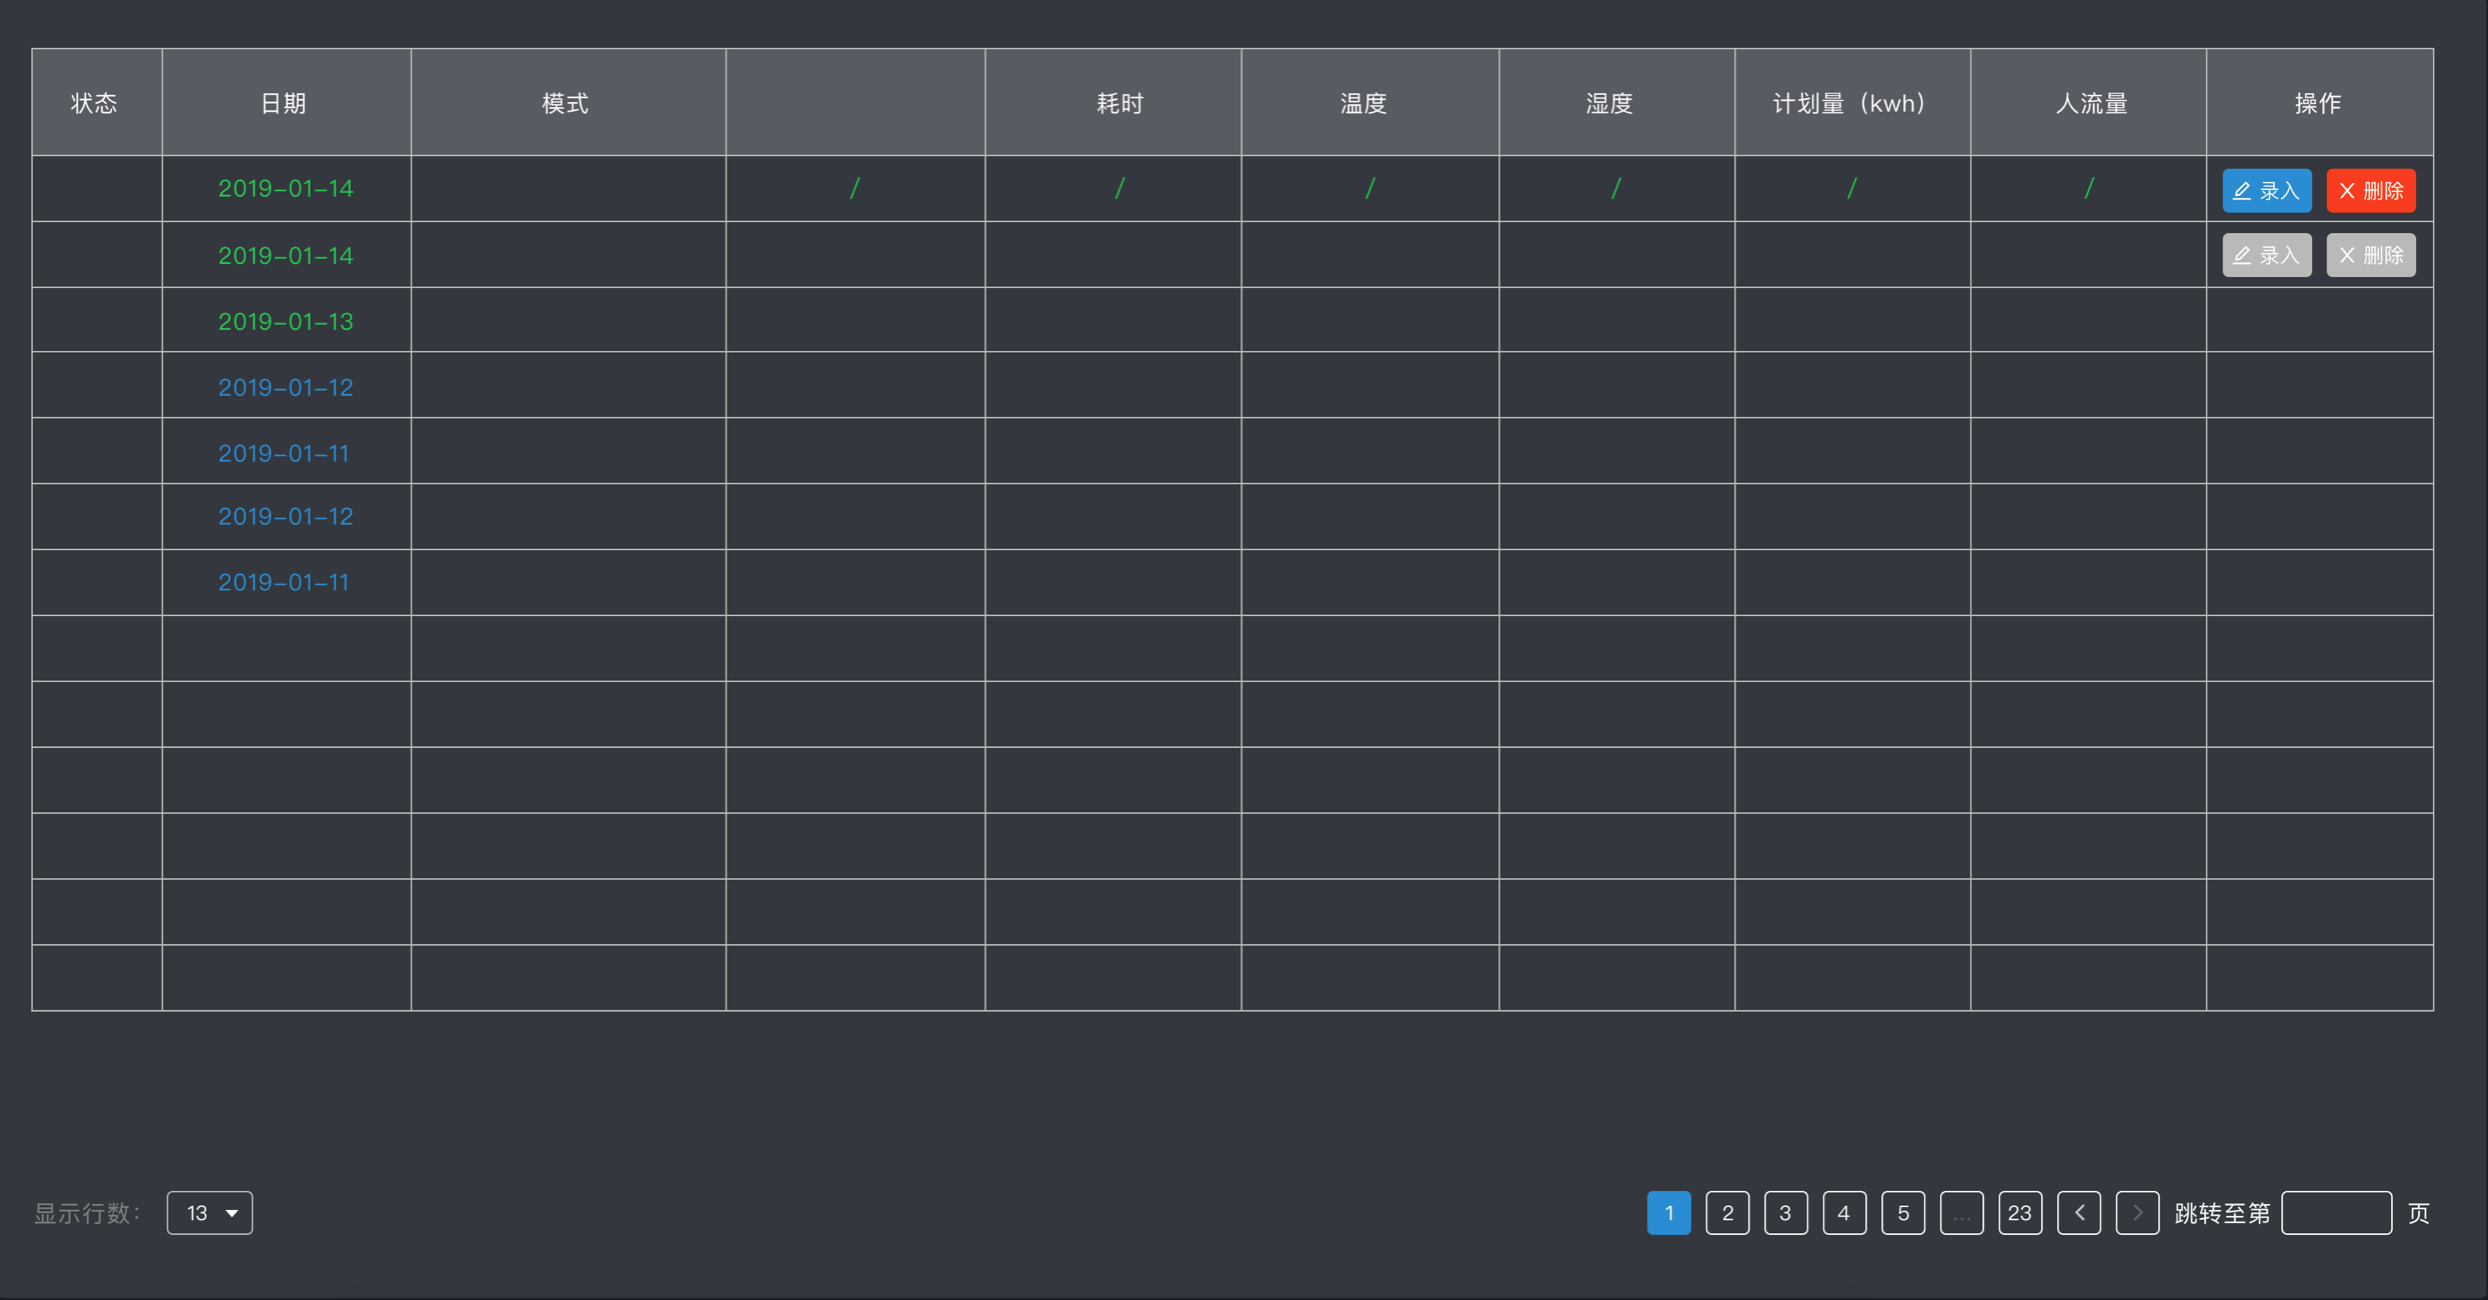 状态 日期 模式 耗时 温度 湿度 计划量（kwh） 人流量 操作
2019-01-14 / / / / / / 录入 删除
2019-01-14 录入 删除
2019-01-13
2019-01-12
2019-01-11
2019-01-12
2019-01-11
显示行数： 13 1 2 3 4 5 ... 23 < > 跳转至第 页